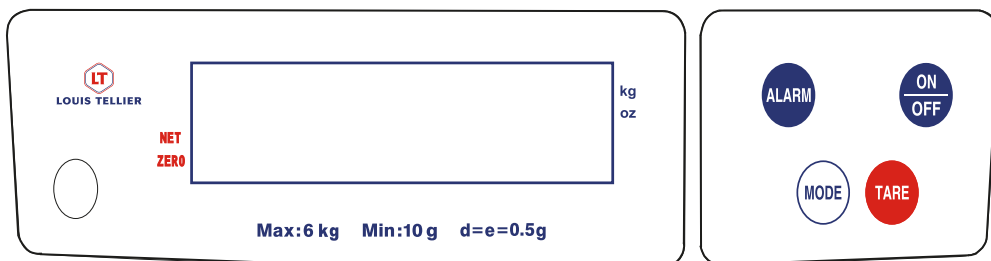 LT
LOUIS TELLIER
kg
oz
NET
ZERO
Max:6 kg Min:10 g d=e=0.5g
ALARM
ON
OFF
MODE
TARE